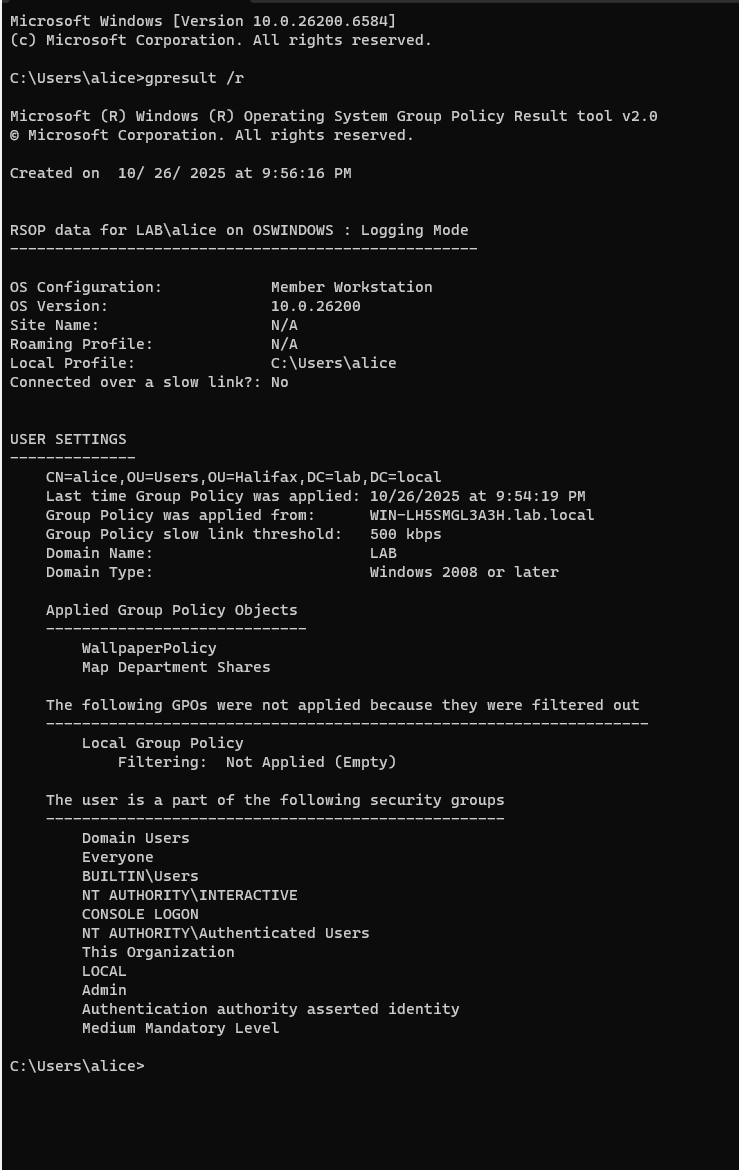 Microsoft Windows [Version 10.0.26200.6584]
(c) Microsoft Corporation. All rights reserved.
C:\Users\alice>gpresult /r
Microsoft (R) Windows (R) Operating System Group Policy Result tool v2.0
© Microsoft Corporation. All rights reserved.
Created on  10/ 26/ 2025 at 9:56:16 PM
RSOP data for LAB\alice on OSWINDOWS : Logging Mode
----------------------------------------------------
OS Configuration:            Member Workstation
OS Version:                  10.0.26200
Site Name:                   N/A
Roaming Profile:             N/A
Local Profile:               C:\Users\alice
Connected over a slow link?: No
USER SETTINGS
--------------
    CN=alice,OU=Users,OU=Halifax,DC=lab,DC=local
    Last time Group Policy was applied: 10/26/2025 at 9:54:19 PM
    Group Policy was applied from:      WIN-LH5SMGL3A3H.lab.local
    Group Policy slow link threshold:   500 kbps
    Domain Name:                        LAB
    Domain Type:                        Windows 2008 or later
    Applied Group Policy Objects
    -----------------------------
        WallpaperPolicy
        Map Department Shares
    The following GPOs were not applied because they were filtered out
    -------------------------------------------------------------------
        Local Group Policy
            Filtering:  Not Applied (Empty)
    The user is a part of the following security groups
    ---------------------------------------------------
        Domain Users
        Everyone
        BUILTIN\Users
        NT AUTHORITY\INTERACTIVE
        CONSOLE LOGON
        NT AUTHORITY\Authenticated Users
        This Organization
        LOCAL
        Admin
        Authentication authority asserted identity
        Medium Mandatory Level
C:\Users\alice>